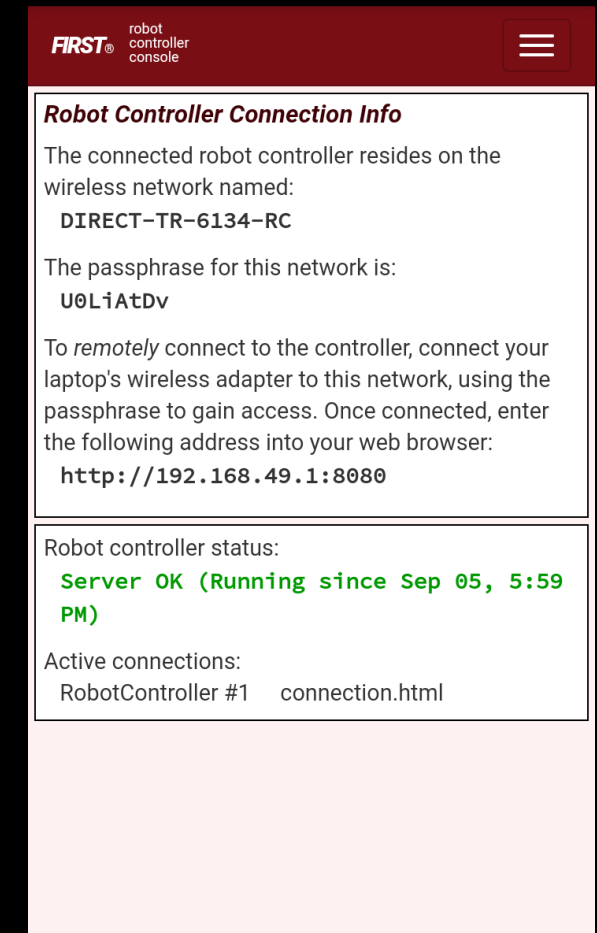 FIRST®
robot
controller
console
Robot Controller Connection Info
The connected robot controller resides on the
wireless network named:
DIRECT-TR-6134-RC
The passphrase for this network is:
U0LiAtDv
To remotely connect to the controller, connect your
laptop's wireless adapter to this network, using the
passphrase to gain access. Once connected, enter
the following address into your web browser:
http://192.168.49.1:8080
Robot controller status:
Server OK (Running since Sep 05, 5:59
PM)
Active connections:
RobotController #1 connection.html